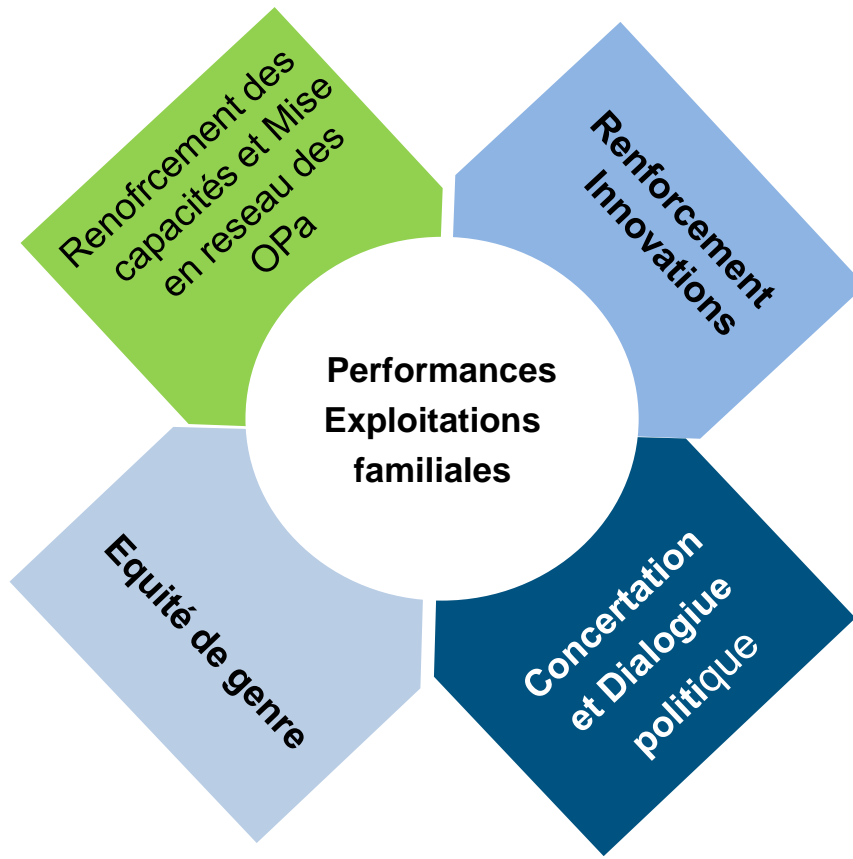 Renofrcement des
capacités et Mise
en reseau des
OPa
Renforcement
Innovations
Performances
Exploitations
familiales
Equité de genre
Concertation
et Dialogiue
politique